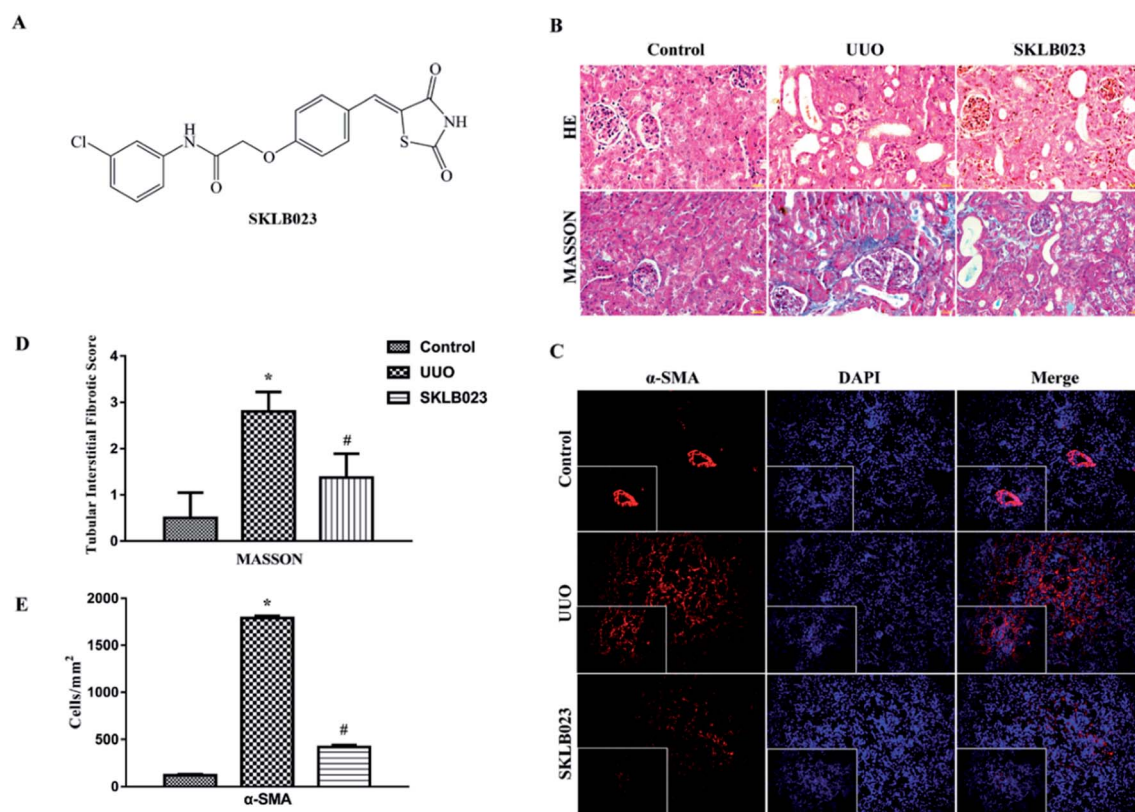 A
Cl
H
N
O
O
O
NH
S
O
SKLB023
B
Control UUO SKLB023
HE
MASSON
D
Tubular Interstitial Fibrotic Score
4
3
2
1
0
*
#
MASSON
Control
UUO
SKLB023
E
Cells/mm²
2000
1500
1000
500
0
*
#
α-SMA
C
α-SMA DAPI Merge
Control
UUO
SKLB023